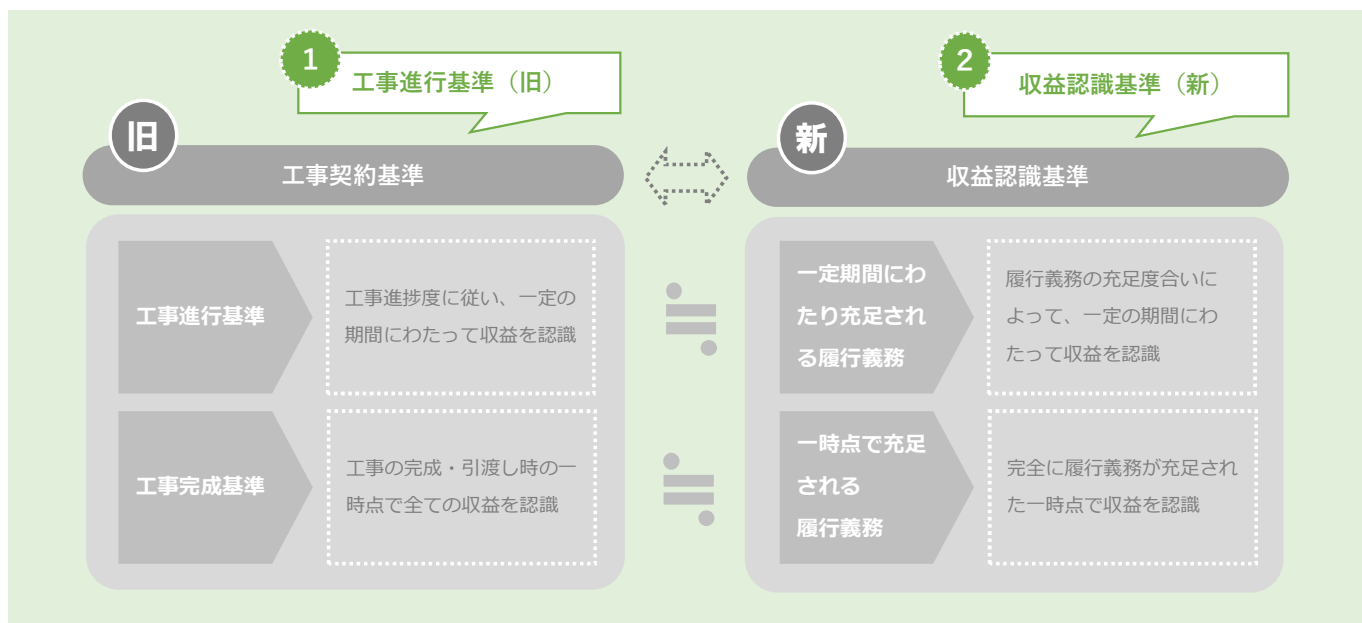 1
工事進行基準（旧）
旧
工事契約基準
工事進行基準
工事進捗度に従い、一定の
期間にわたって収益を認識
工事完成基準
工事の完成・引渡し時の一
時点で全ての収益を認識
≒
≒
2
収益認識基準（新）
新
収益認識基準
一定期間にわ
たり充足され
る履行義務
履行義務の充足度合いに
よって、一定の期間にわ
たって収益を認識
一時点で充足
される
履行義務
完全に履行義務が充足され
た一時点で収益を認識